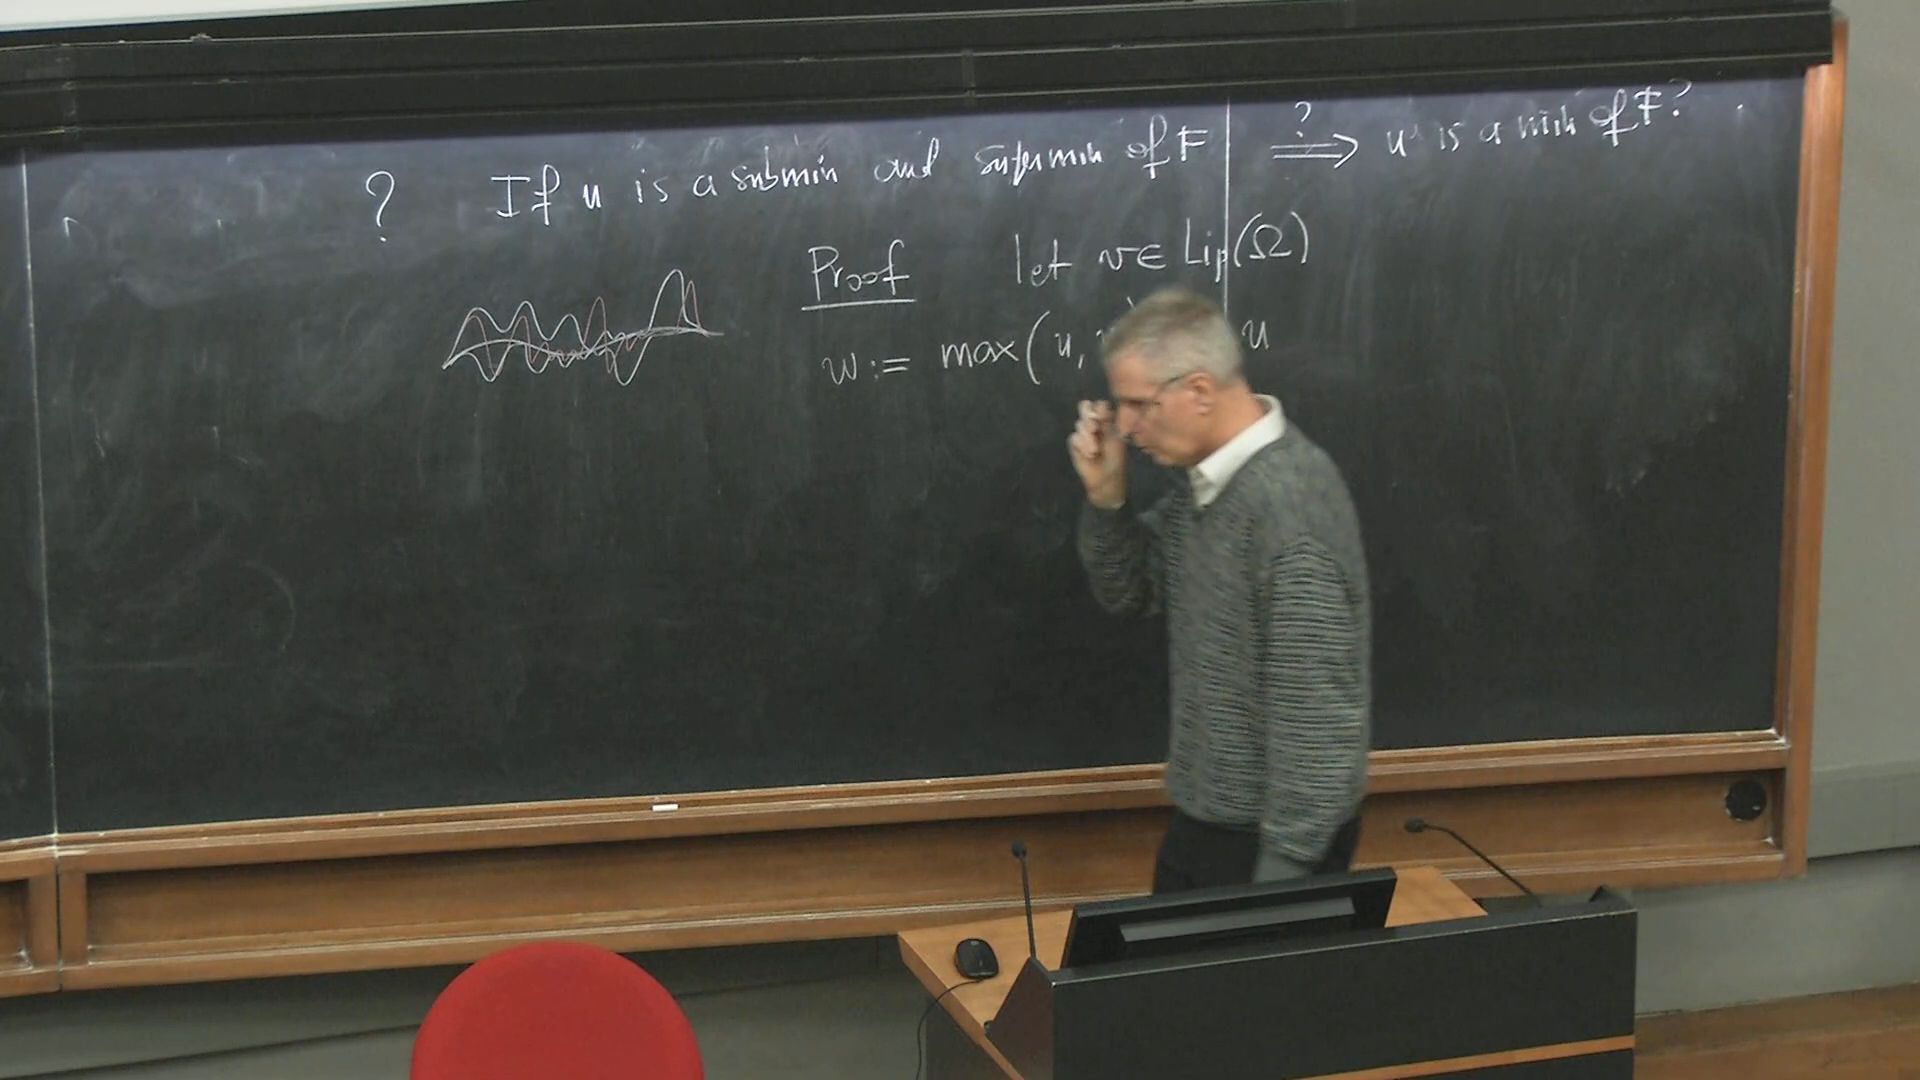 ? If u is a submin and supermin of F ?⟹ u is a min of F?
Proof let v ∈ Lip(Ω)
w := max(u, u